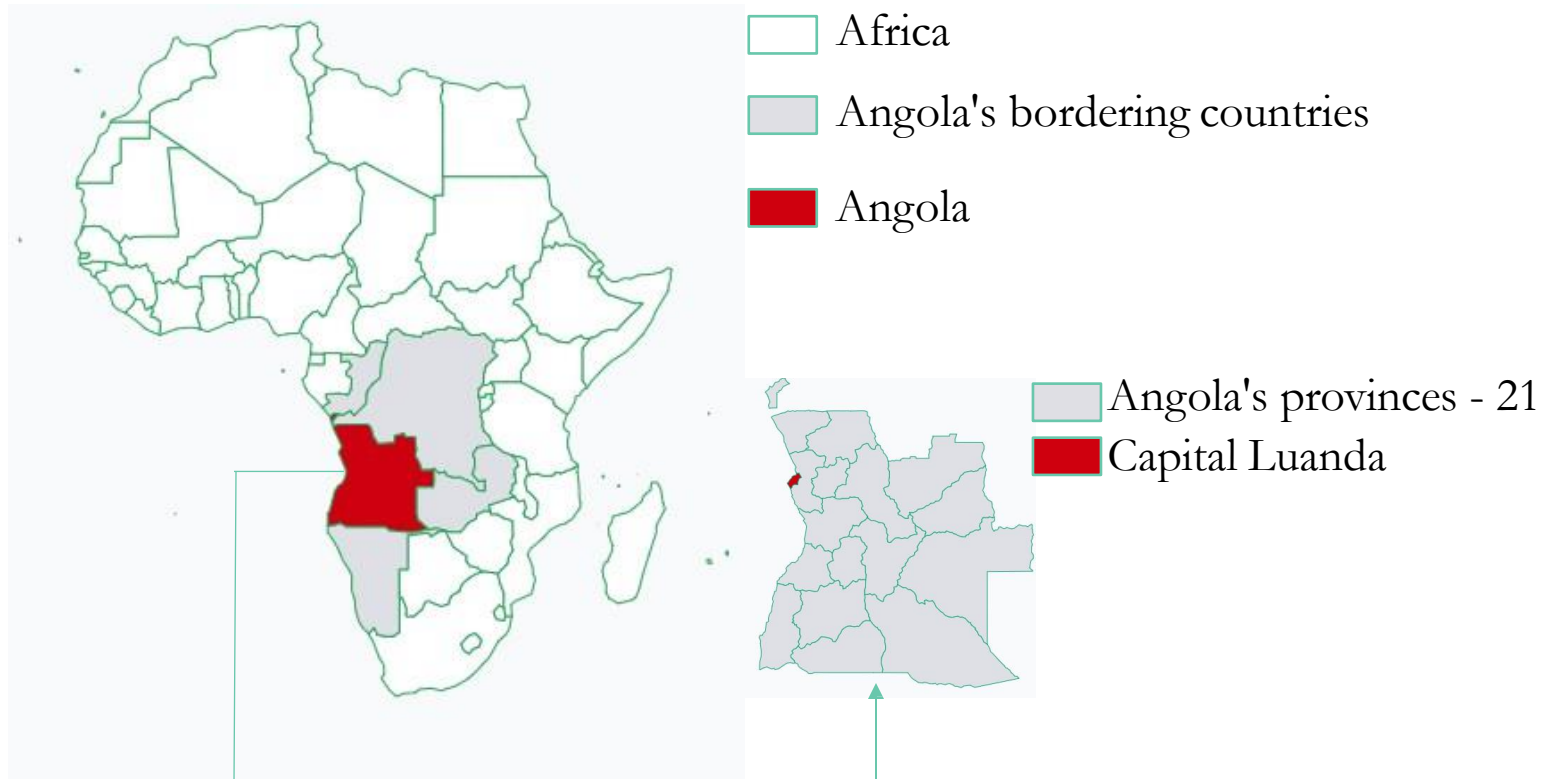 Africa
Angola's bordering countries
Angola
Angola's provinces - 21
Capital Luanda